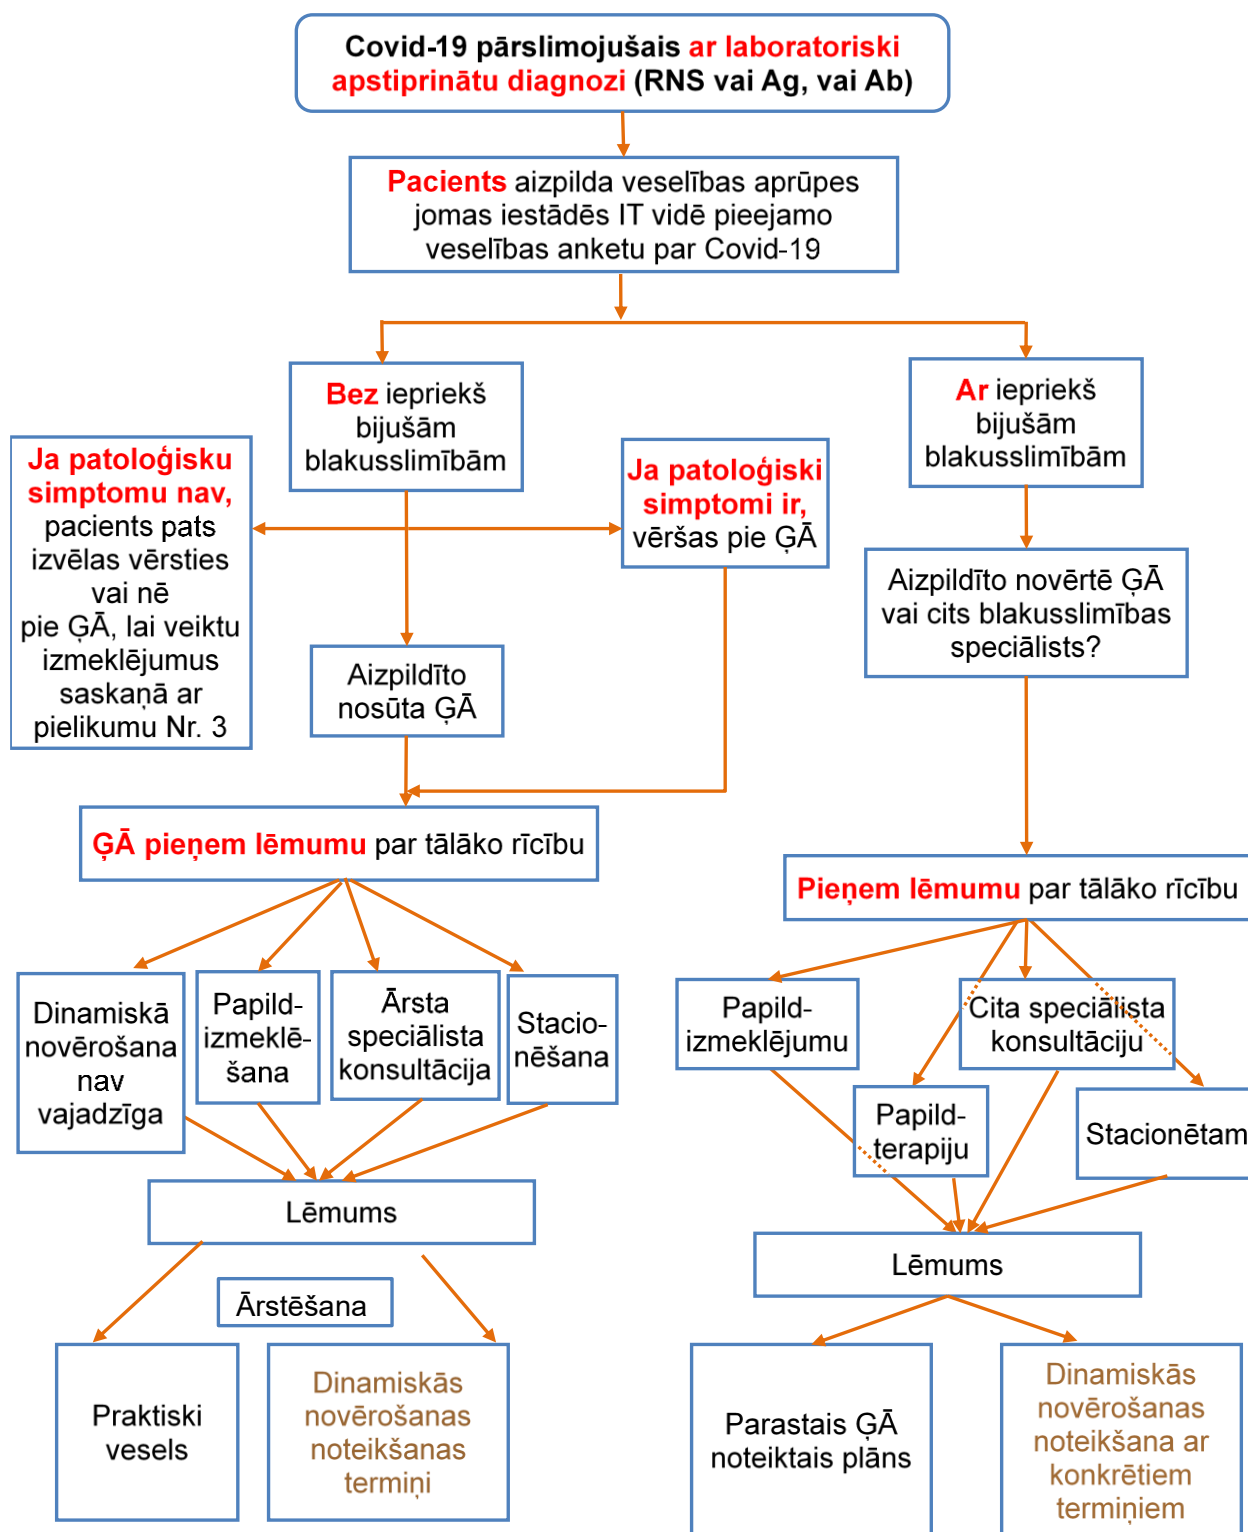 Covid-19 pārslimojušais ar laboratoriski
apstiprinātu diagnozi (RNS vai Ag, vai Ab)
Pacients aizpilda veselības aprūpes
jomas iestādēs IT vidē pieejamo
veselības anketu par Covid-19
Bez iepriekš
bijušām
blakusslimībām
Ar iepriekš
bijušām
blakusslimībām
Ja patoloģisku
simptomu nav,
pacients pats
izvēlas vērsties
vai nē
pie ĢĀ, lai veiktu
izmeklējumus
saskaņā ar
pielikumu Nr. 3
Ja patoloģiski
simptomi ir,
vēršas pie ĢĀ
Aizpildīto novērtē ĢĀ
vai cits blakusslimības
speciālists?
Aizpildīto
nosūta ĢĀ
ĢĀ pieņem lēmumu par tālāko rīcību
Pieņem lēmumu par tālāko rīcību
Dinamiskā
novērošana
nav
vajadzīga
Papild-
izmeklē-
šana
Ārsta
speciālista
konsultācija
Stacio-
nēšana
Papild-
izmeklējumu
Cita speciālista
konsultāciju
Papild-
terapiju
Stacionētam
Lēmums
Lēmums
Ārstēšana
Praktiski
vesels
Dinamiskās
novērošanas
noteikšanas
termiņi
Parastais ĢĀ
noteiktais plāns
Dinamiskās
novērošanas
noteikšana ar
konkrētiem
termiņiem